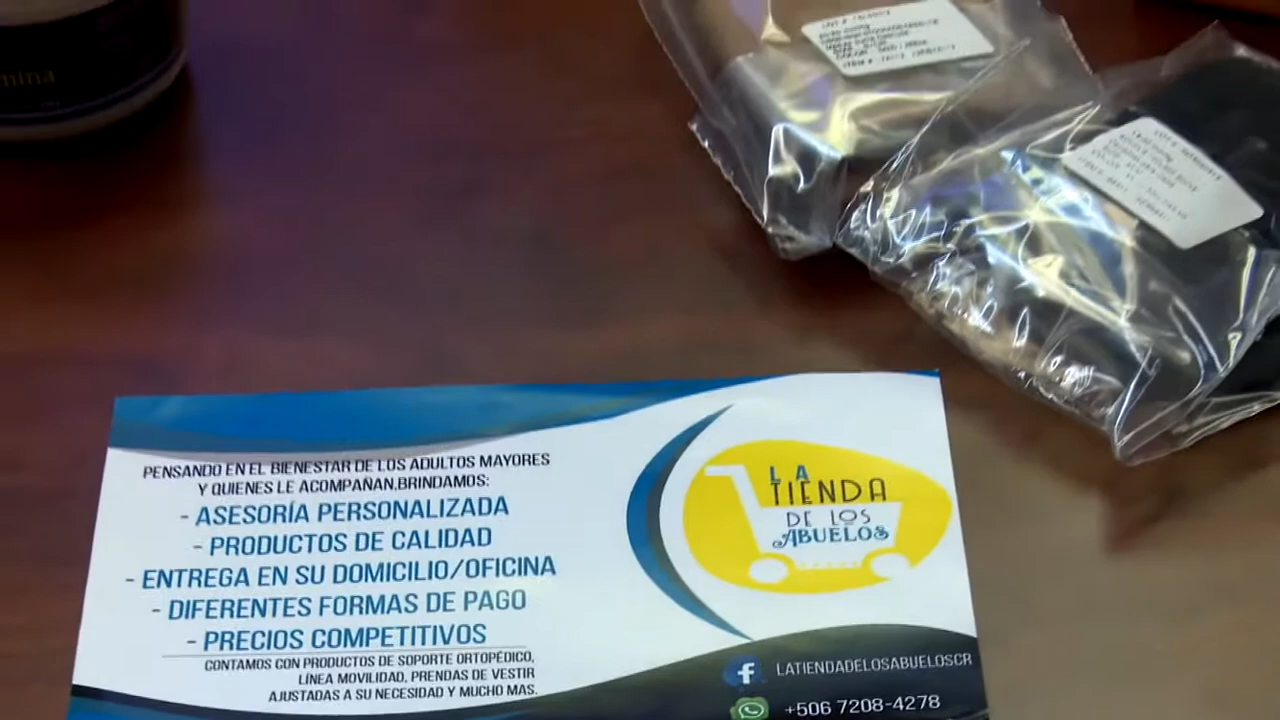 mina
PENSANDO EN EL BIENESTAR DE LOS ADULTOS MAYORES
Y QUIENES LE ACOMPAÑAN,BRINDAMOS:
- ASESORÍA PERSONALIZADA
- PRODUCTOS DE CALIDAD
- ENTREGA EN SU DOMICILIO/OFICINA
- DIFERENTES FORMAS DE PAGO
- PRECIOS COMPETITIVOS
CONTAMOS CON PRODUCTOS DE SOPORTE ORTOPÉDICO,
LÍNEA MOVILIDAD, PRENDAS DE VESTIR
AJUSTADAS A SU NECESIDAD Y MUCHO MAS.
LA
TIENDA
DE LOS
ABUELOS
LATIENDADELOSABUELOSCR
+506 7208-4278